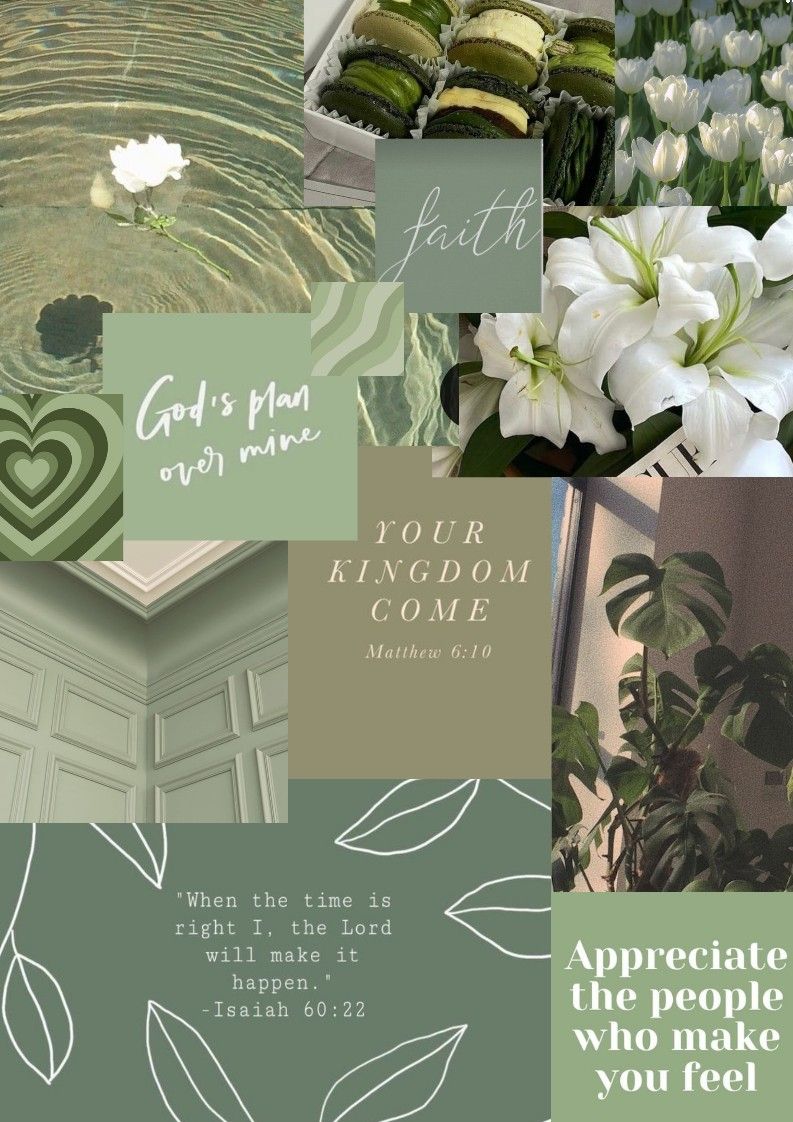 faith
God's plan
over mine
YOUR
KINGDOM
COME
Matthew 6:10
"When the time is
right I, the Lord
will make it
happen."
-Isaiah 60:22
Appreciate
the people
who make
you feel